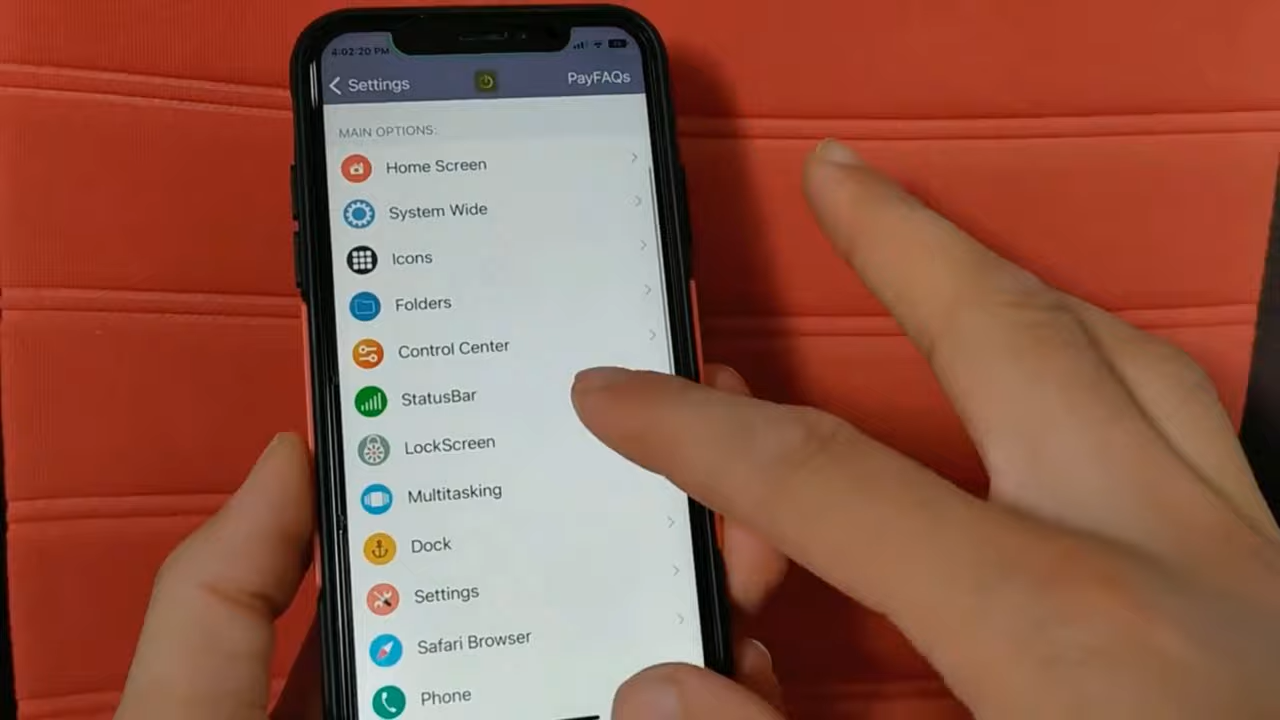 4:02:20 PM
Settings
PayFAQs
MAIN OPTIONS:
Home Screen
System Wide
Icons
Folders
Control Center
StatusBar
LockScreen
Multitasking
Dock
Settings
Safari Browser
Phone